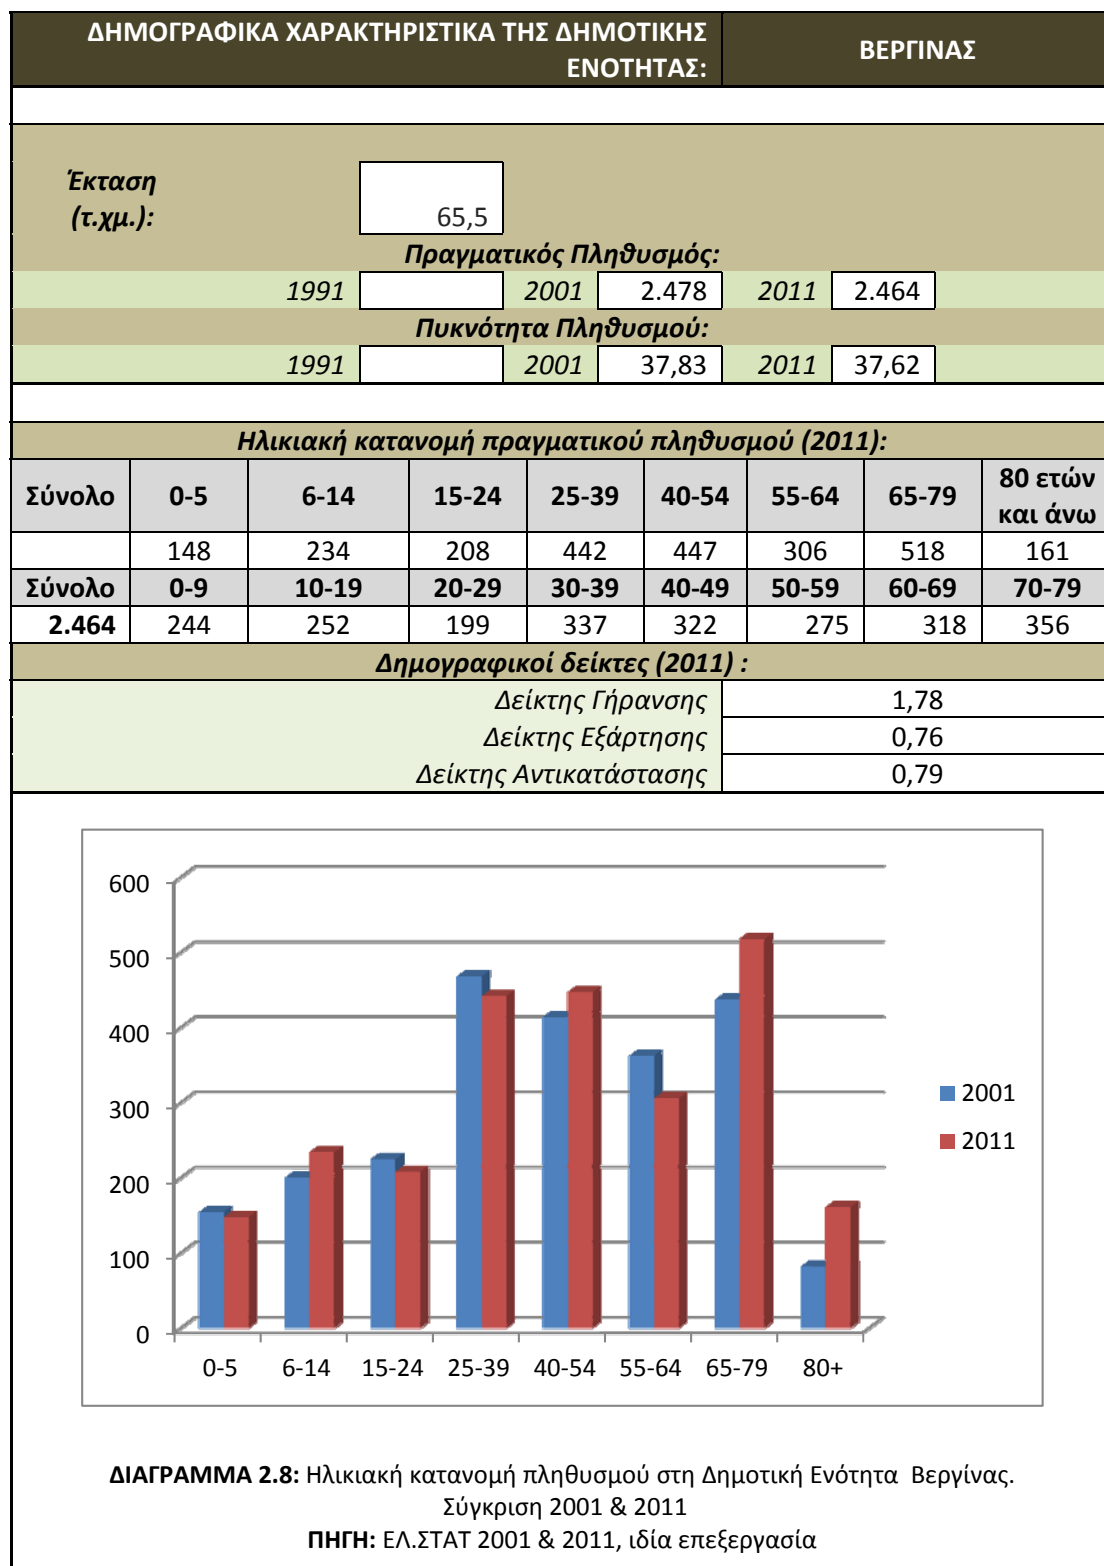 ΔΗΜΟΓΡΑΦΙΚΑ ΧΑΡΑΚΤΗΡΙΣΤΙΚΑ ΤΗΣ ΔΗΜΟΤΙΚΗΣ
ΕΝΟΤΗΤΑΣ:
ΒΕΡΓΙΝΑΣ
Έκταση
(τ.χμ.): 65,5
Πραγματικός Πληθυσμός:
1991 2001 2.478 2011 2.464
Πυκνότητα Πληθυσμού:
1991 2001 37,83 2011 37,62
Ηλικιακή κατανομή πραγματικού πληθυσμού (2011):
Σύνολο 0-5 6-14 15-24 25-39 40-54 55-64 65-79 80 ετών
και άνω
148 234 208 442 447 306 518 161
Σύνολο 0-9 10-19 20-29 30-39 40-49 50-59 60-69 70-79
2.464 244 252 199 337 322 275 318 356
Δημογραφικοί δείκτες (2011) :
Δείκτης Γήρανσης 1,78
Δείκτης Εξάρτησης 0,76
Δείκτης Αντικατάστασης 0,79
600
500
400
300
200
100
0
0-5 6-14 15-24 25-39 40-54 55-64 65-79 80+
2001
2011
ΔΙΑΓΡΑΜΜΑ 2.8: Ηλικιακή κατανομή πληθυσμού στη Δημοτική Ενότητα Βεργίνας.
Σύγκριση 2001 & 2011
ΠΗΓΗ: ΕΛ.ΣΤΑΤ 2001 & 2011, ιδία επεξεργασία